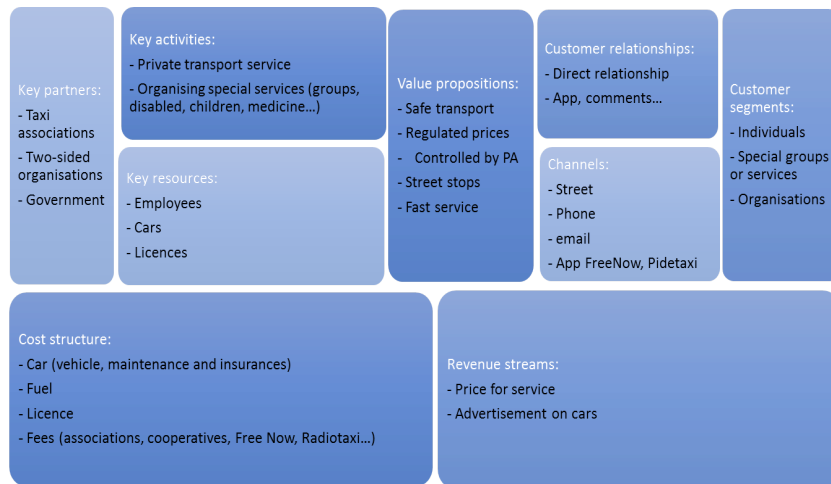 Key partners:
- Taxi
associations
- Two-sided
organisations
- Government
Key activities:
- Private transport service
- Organising special services (groups,
disabled, children, medicine...)
Key resources:
- Employees
- Cars
- Licences
Value propositions:
- Safe transport
- Regulated prices
- Controlled by PA
- Street stops
- Fast service
Customer relationships:
- Direct relationship
- App, comments...
Channels:
- Street
- Phone
- email
- App FreeNow, Pidetaxi
Customer
segments:
- Individuals
- Special groups
or services
- Organisations
Cost structure:
- Car (vehicle, maintenance and insurances)
- Fuel
- Licence
- Fees (associations, cooperatives, Free Now, Radiotaxi...)
Revenue streams:
- Price for service
- Advertisement on cars